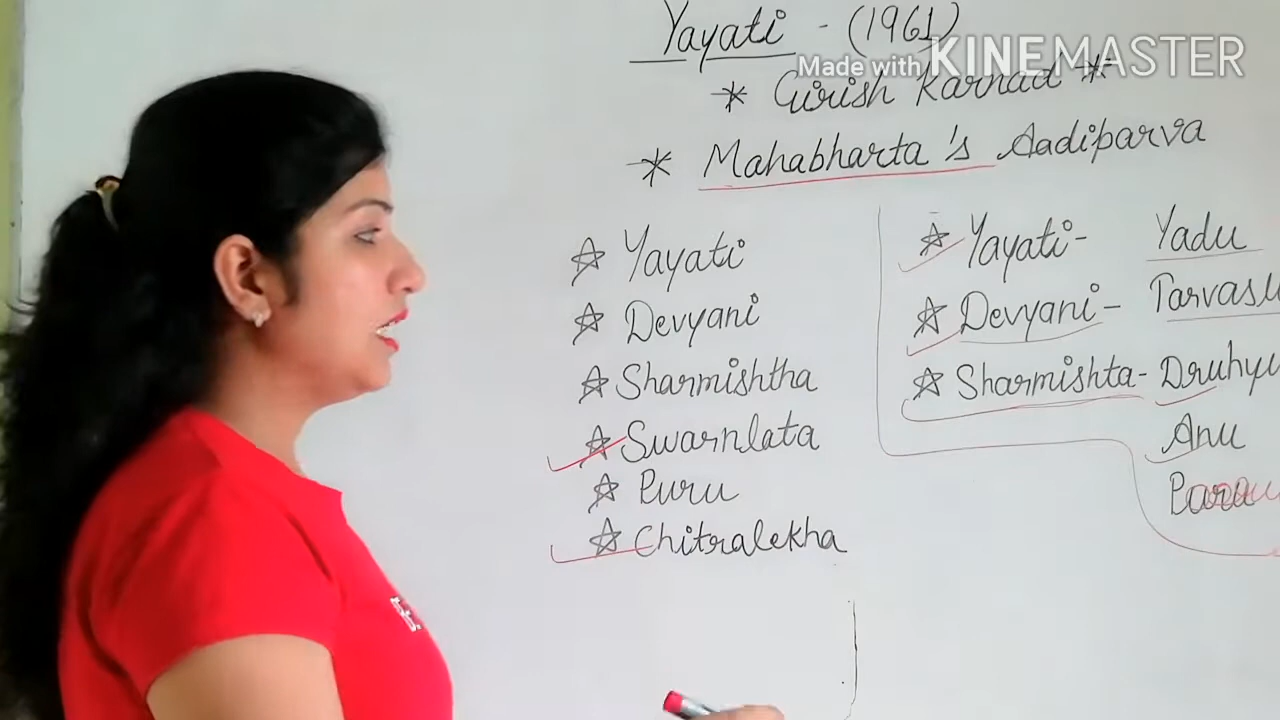 Yayati - (1961)
Made with KINEMASTER
* Girish Karnad *
* Mahabharta's Aadiparva
☆ Yayati
☆ Devyani
☆ Sharmishtha
☆ Swarnlata
☆ Puru
☆ Chitralekha
☆ Yayati- Yadu
☆ Devyani- Tarvasu
☆ Sharmishta- Druhyu
Anu